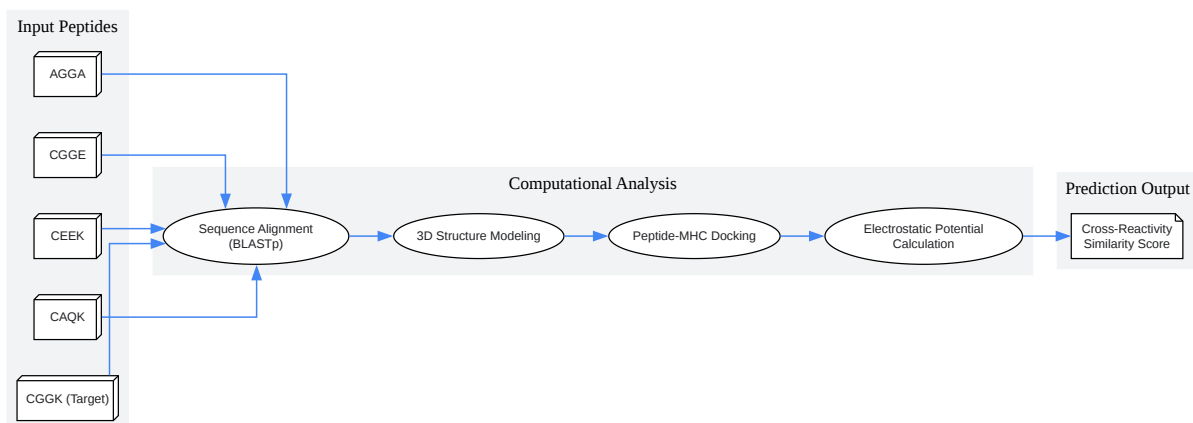 Input Peptides
AGGA
CGGE
CEEK
CAQK
CGGK (Target)
Computational Analysis
Sequence Alignment
(BLASTp)
3D Structure Modeling
Peptide-MHC Docking
Electrostatic Potential
Calculation
Prediction Output
Cross-Reactivity
Similarity Score